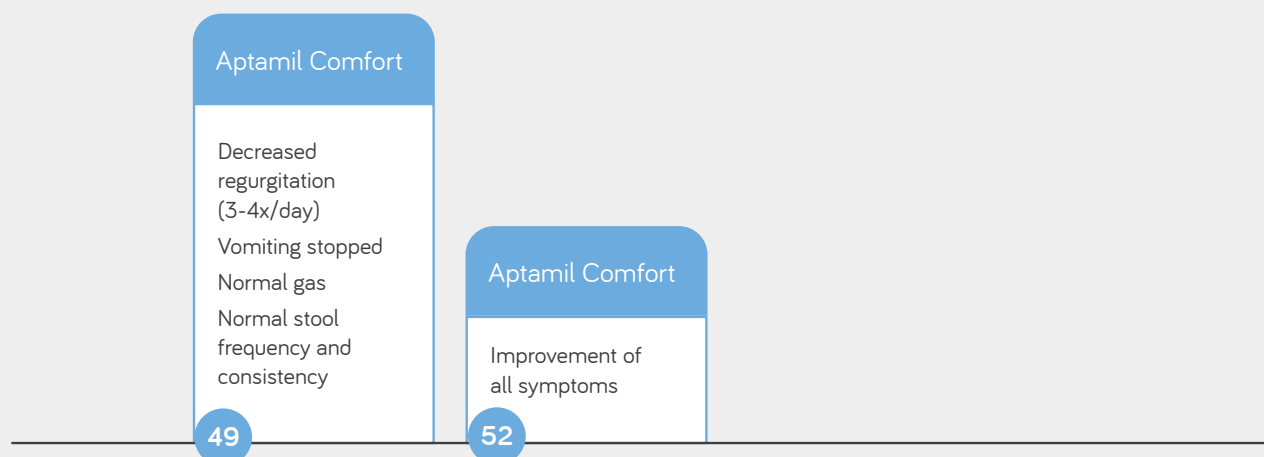 Aptamil Comfort
Decreased
regurgitation
(3-4x/day)
Vomiting stopped
Normal gas
Normal stool
frequency and
consistency
49
Aptamil Comfort
Improvement of
all symptoms
52